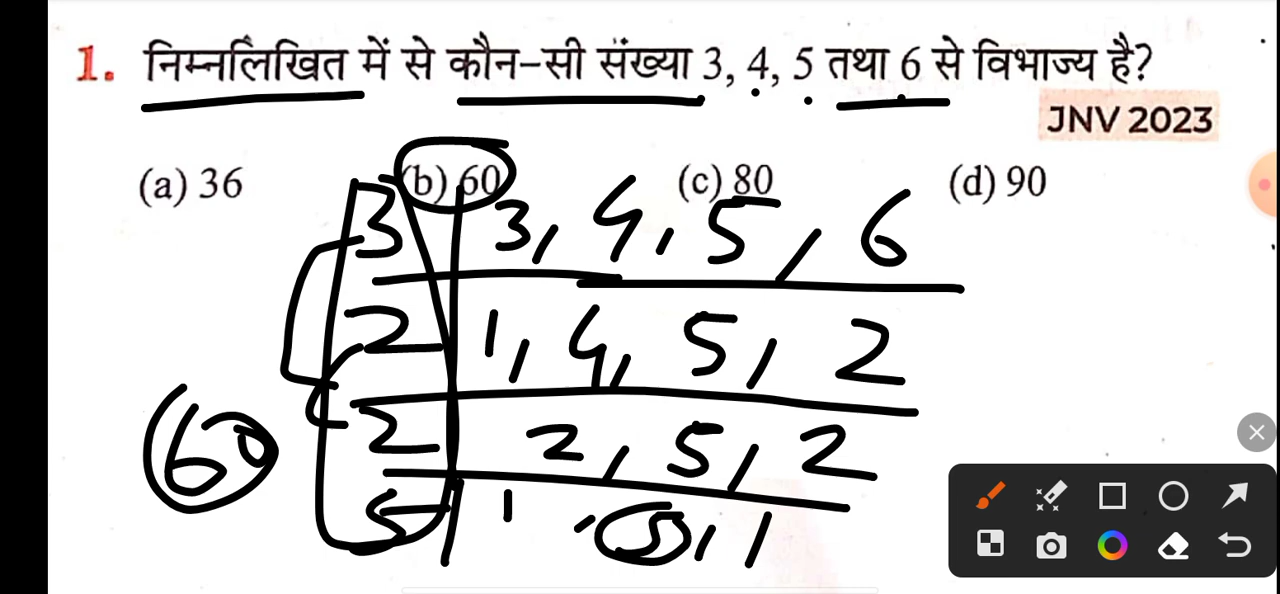 1. निम्नलिखित में से कौन-सी संख्या 3, 4, 5 तथा 6 से विभाज्य है?
JNV 2023
(a) 36 (b) 60 (c) 80 (d) 90
3 3, 4, 5, 6
2 1, 4, 5, 2
2 2, 5, 2
5 1, 5, 1
60